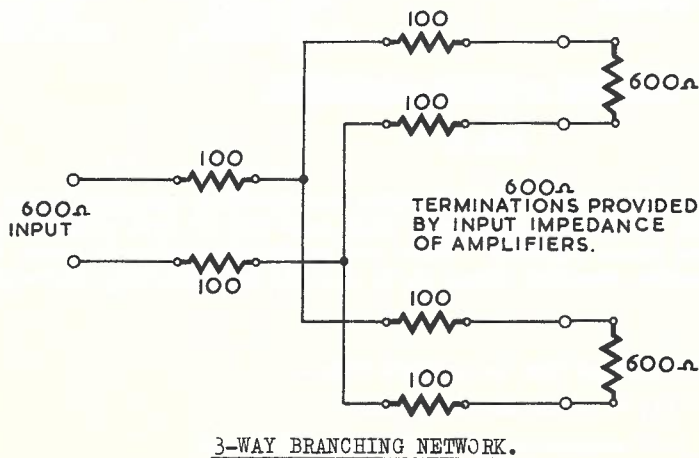 100
600Ω
100
100
600Ω
INPUT
100
600Ω
TERMINATIONS PROVIDED
BY INPUT IMPEDANCE
OF AMPLIFIERS.
100
100
600Ω
3-WAY BRANCHING NETWORK.